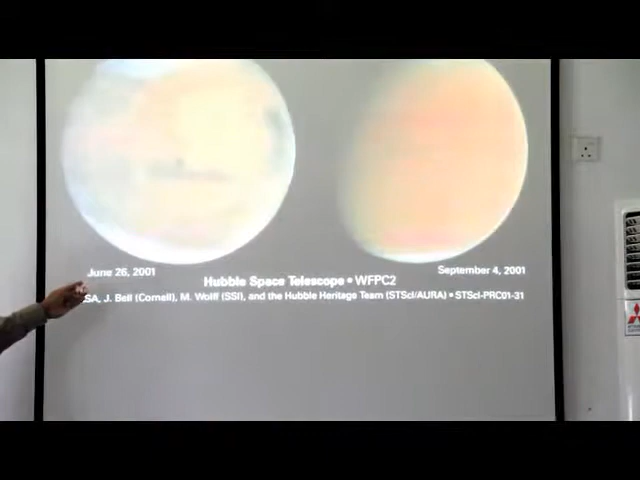 June 26, 2001
September 4, 2001
Hubble Space Telescope • WFPC2
SA, J. Bell (Cornell), M. Wolff (SSI), and the Hubble Heritage Team (STScI/AURA) • STScI-PRC01-31